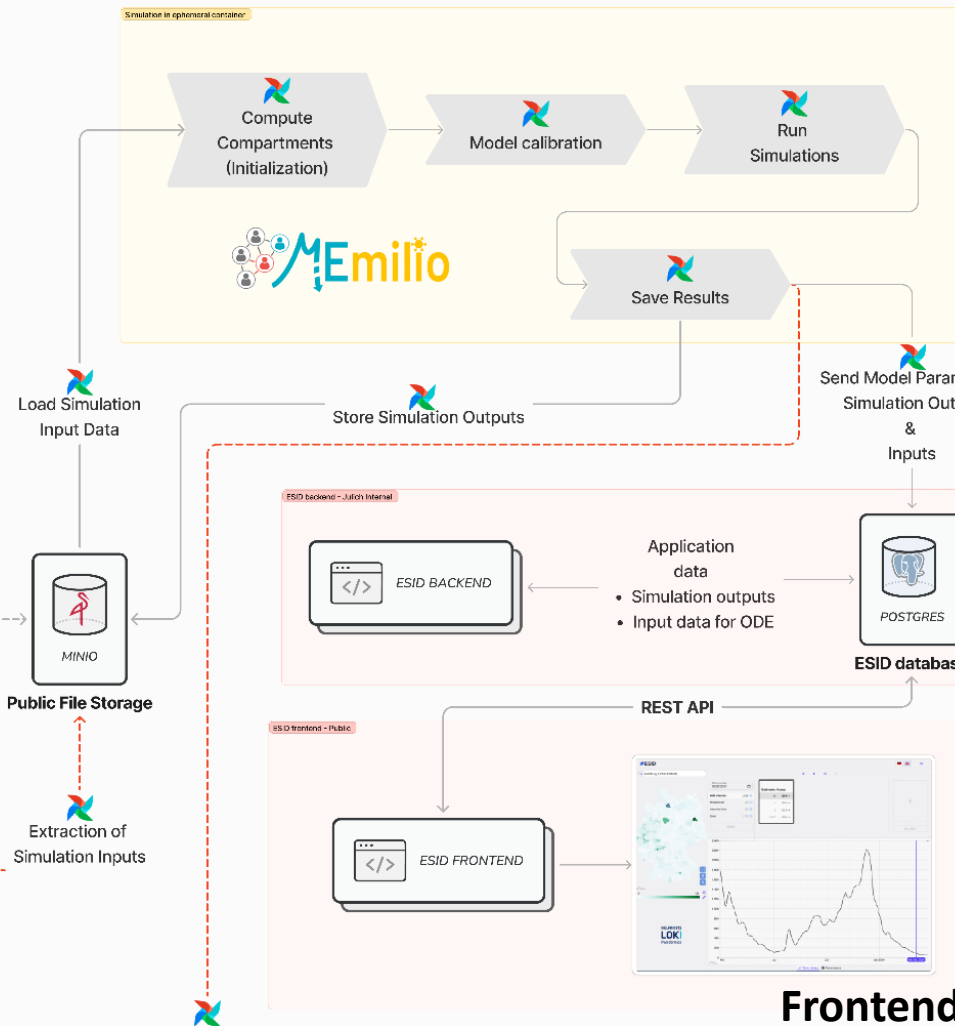 Simulation in ephemeral container
Compute
Compartments
(Initialization)
Model calibration
Run
Simulations
MEmilio
Save Results
Load Simulation
Input Data
Store Simulation Outputs
Send Model Param
Simulation Out
&
Inputs
ESID backend - Julich Internal
</>
ESID BACKEND
Application
data
• Simulation outputs
• Input data for ODE
POSTGRES
ESID databas
MINIO
Public File Storage
REST API
ESID frontend - Public
Extraction of
Simulation Inputs
</>
ESID FRONTEND
ESID
LOKI
Frontend